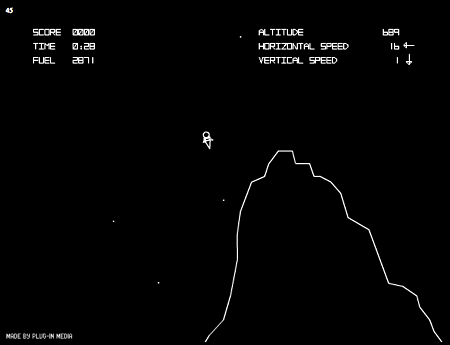 45
SCORE 0000
TIME 0:28
FUEL 2871
ALTITUDE 689
HORIZONTAL SPEED 16 ←
VERTICAL SPEED 1 ↓
MADE BY PLUG-IN MEDIA